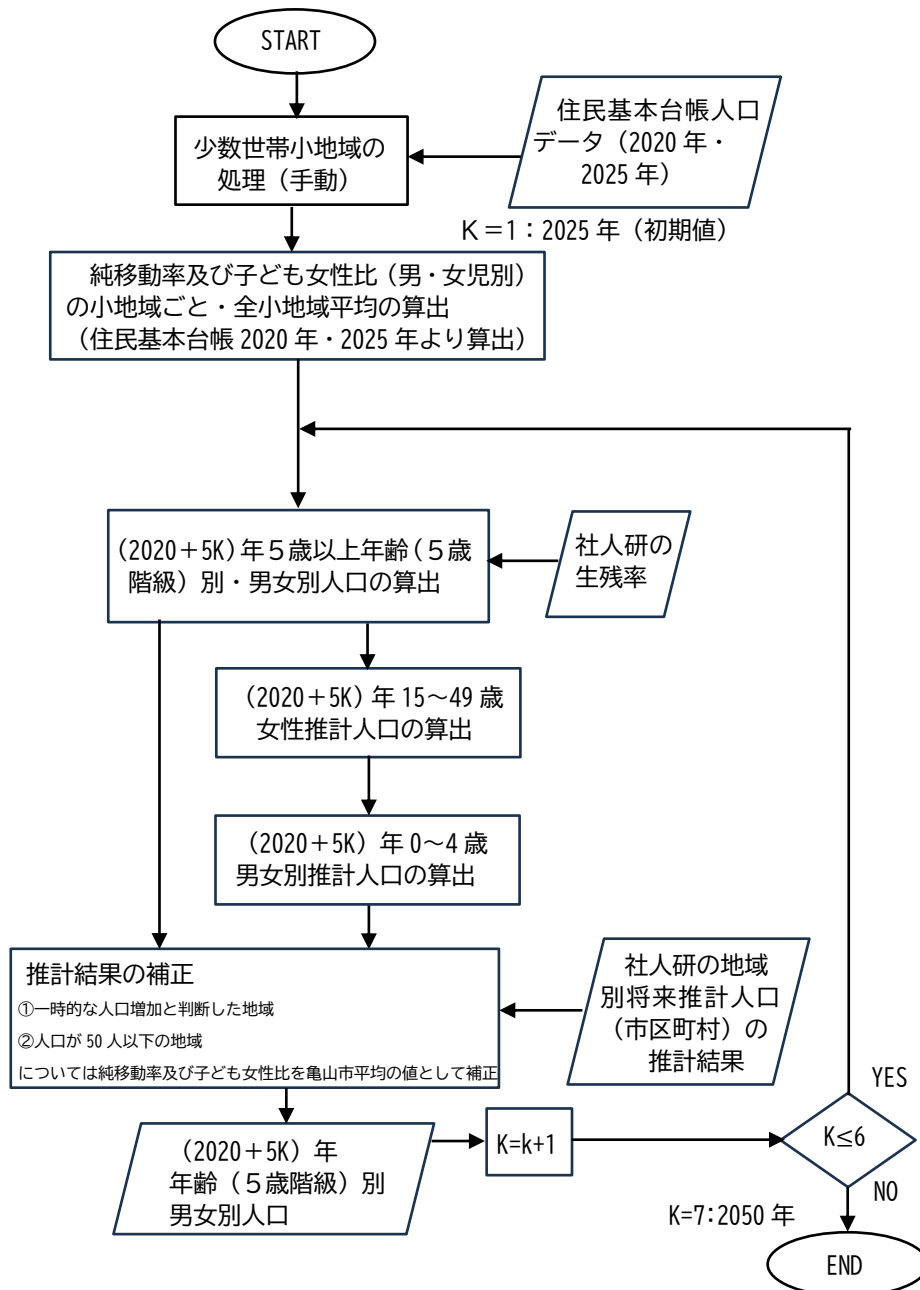 START
住民基本台帳人口
データ（2020 年・
2025 年）
少数世帯小地域の
処理（手動）
Ｋ＝1：2025 年（初期値）
純移動率及び子ども女性比（男・女児別）
の小地域ごと・全小地域平均の算出
（住民基本台帳 2020 年・2025 年より算出）
（2020＋5K）年５歳以上年齢（５歳
階級）別・男女別人口の算出
社人研の
生残率
（2020＋5K）年 15～49 歳
女性推計人口の算出
（2020＋5K） 年 0～4 歳
男女別推計人口の算出
推計結果の補正
①一時的な人口増加と判断した地域
②人口が 50 人以下の地域
については純移動率及び子ども女性比を亀山市平均の値として補正
社人研の地域
別将来推計人口
（市区町村）の
推計結果
YES
（2020＋5K）年
年齢（５歳階級）別
男女別人口
K=k+1
K≤6
NO
K=7:2050 年
END